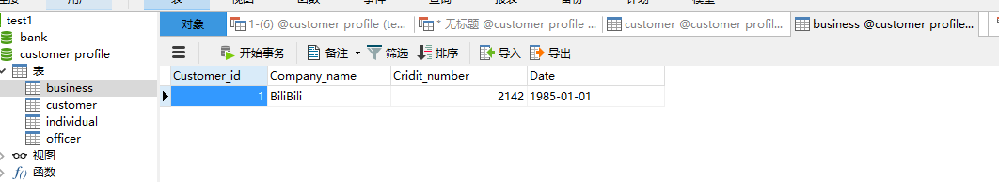 test1
bank
customer profile
表
business
customer
individual
officer
视图
函数
对象
1-(6) @customer profile (te...
* 无标题 @customer profile ...
customer @customer profil...
business @customer profile...
开始事务
备注
筛选
排序
导入
导出
Customer_id Company_name Cridit_number Date
1 BiliBili 2142 1985-01-01